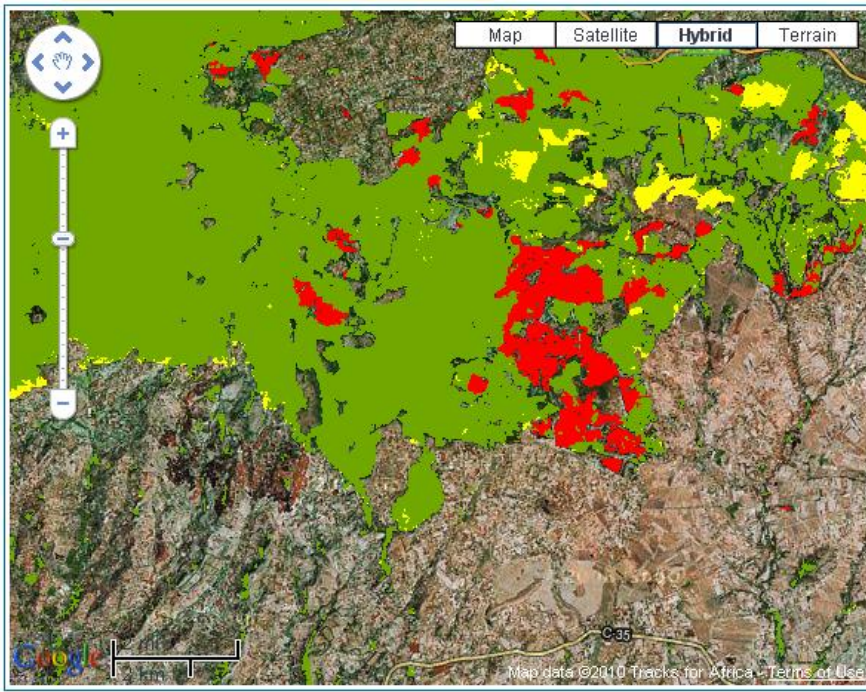 Map Satellite Hybrid Terrain
C-35
Google
Map data ©2010 Tracks for Africa - Terms of Use